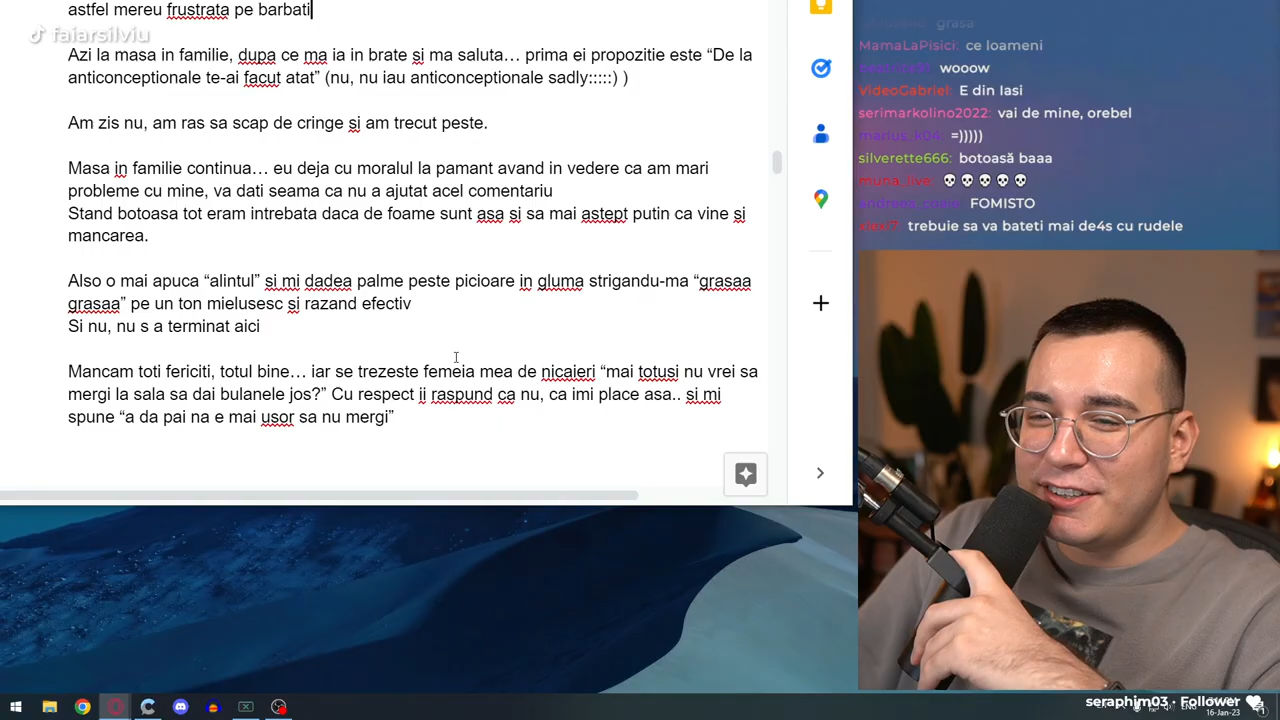 astfel mereu frustrata pe barbati
faiarsilviu
Azi la masa in familie, dupa ce ma ia in brate si ma saluta… prima ei propozitie este “De la
anticonceptionale te-ai facut atat” (nu, nu iau anticonceptionale sadly:::::) )
Am zis nu, am ras sa scap de cringe si am trecut peste.
Masa in familie continua… eu deja cu moralul la pamant avand in vedere ca am mari
probleme cu mine, va dati seama ca nu a ajutat acel comentariu
Stand botoasa tot eram intrebata daca de foame sunt asa si sa mai astept putin ca vine si
mancarea.
Also o mai apuca “alintul” si mi dadea palme peste picioare in gluma strigandu-ma “grasaa
grasaa” pe un ton mielusesc si razand efectiv
Si nu, nu s a terminat aici
Mancam toti fericiti, totul bine… iar se trezeste femeia mea de nicaieri “mai totusi nu vrei sa
mergi la sala sa dai bulanele jos?” Cu respect ii raspund ca nu, ca imi place asa.. si mi
spune “a da pai na e mai usor sa nu mergi”
grasa
MamaLaPisici: ce loameni
wooow
VideoGabriel: E din Iasi
serimarkolino2022: vai de mine, orebel
marius_k04: =)))))
silverette666: botoasă baaa
muna_live: 💀💀💀💀💀
FOMISTO
trebuie sa va bateti mai de4s cu rudele
seraphim03 · Follower
16-Jan-23